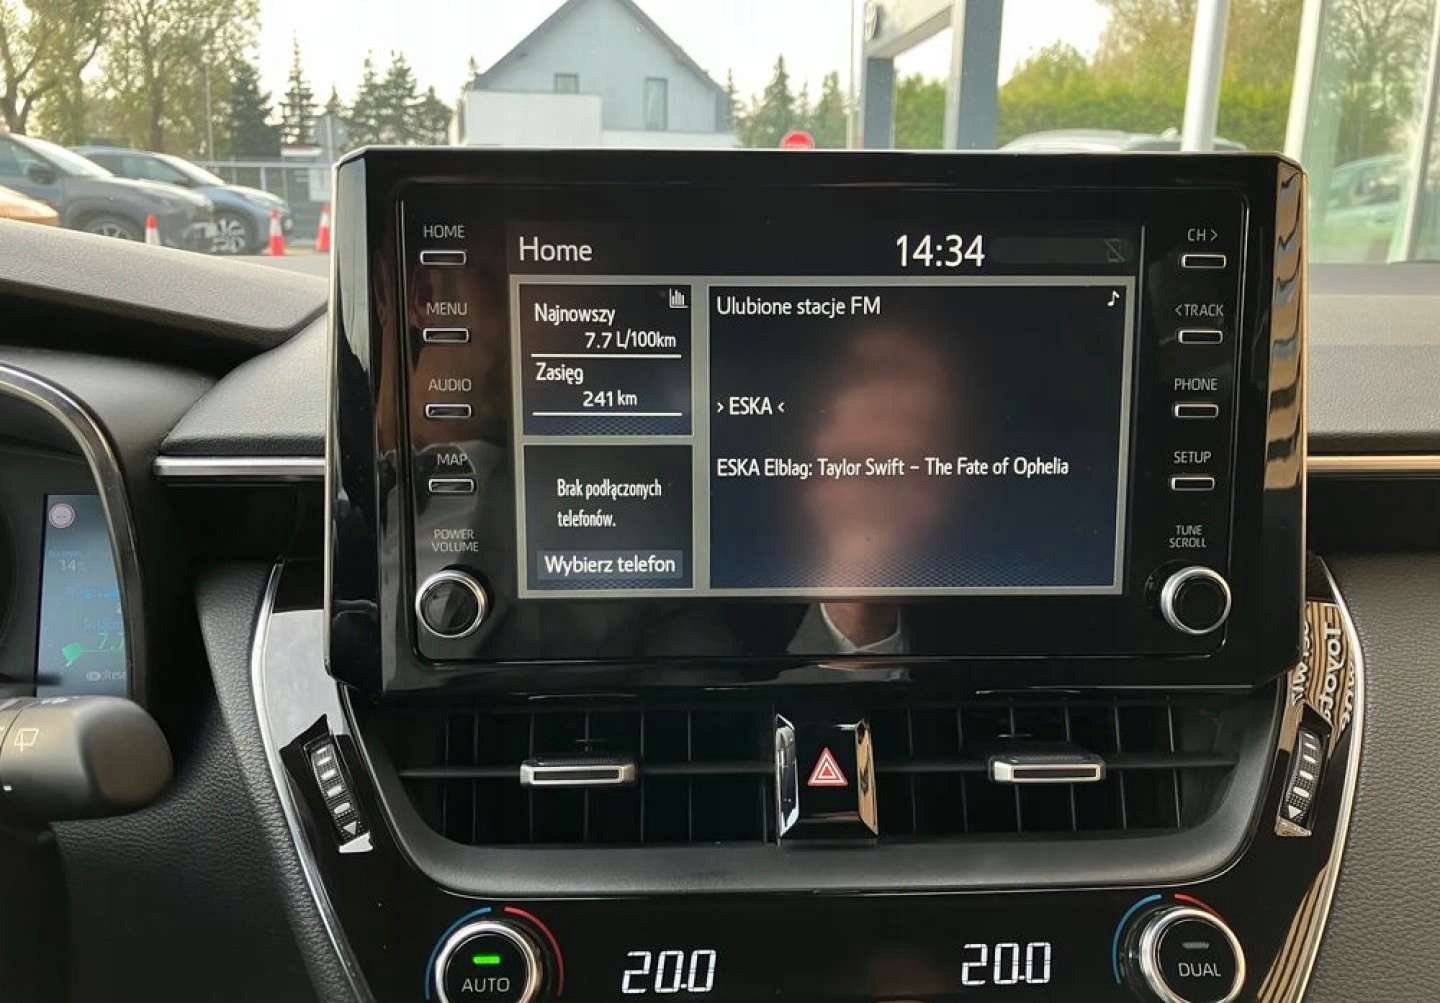 HOME
MENU
AUDIO
MAP
POWER
VOLUME
Home
14:34
Najnowszy
7.7 L/100km
Zasięg
241 km
Brak podłączonych
telefonów.
Wybierz telefon
Ulubione stacje FM
› ESKA ‹
ESKA Elbląg: Taylor Swift – The Fate of Ophelia
CH >
< TRACK
PHONE
SETUP
TUNE
SCROLL
7.7
AUTO
20.0
20.0
DUAL